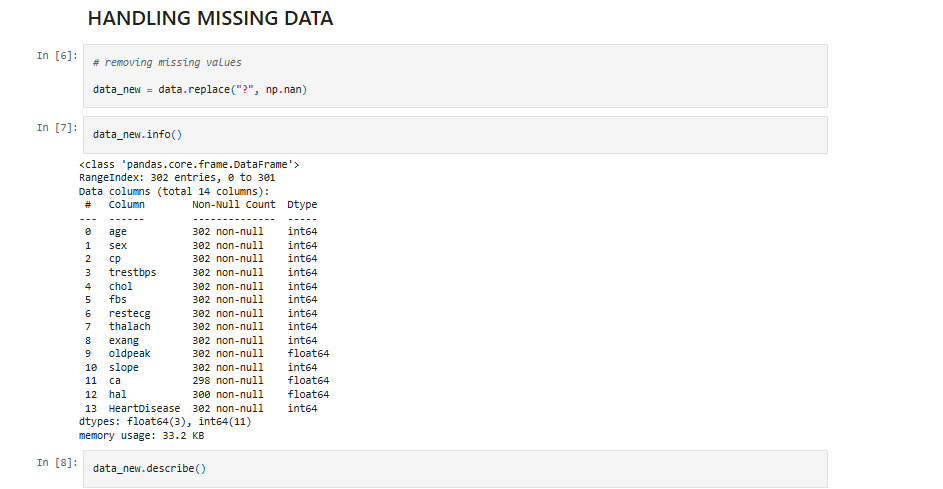 HANDLING MISSING DATA
In [6]:
# removing missing values
data_new = data.replace("?", np.nan)
In [7]:
data_new.info()
<class 'pandas.core.frame.DataFrame'>
RangeIndex: 302 entries, 0 to 301
Data columns (total 14 columns):
# Column Non-Null Count Dtype
--- ------ -------------- -----
0 age 302 non-null int64
1 sex 302 non-null int64
2 cp 302 non-null int64
3 trestbps 302 non-null int64
4 chol 302 non-null int64
5 fbs 302 non-null int64
6 restecg 302 non-null int64
7 thalach 302 non-null int64
8 exang 302 non-null int64
9 oldpeak 302 non-null float64
10 slope 302 non-null int64
11 ca 298 non-null float64
12 hal 300 non-null float64
13 HeartDisease 302 non-null int64
dtypes: float64(3), int64(11)
memory usage: 33.2 KB
In [8]:
data_new.describe()